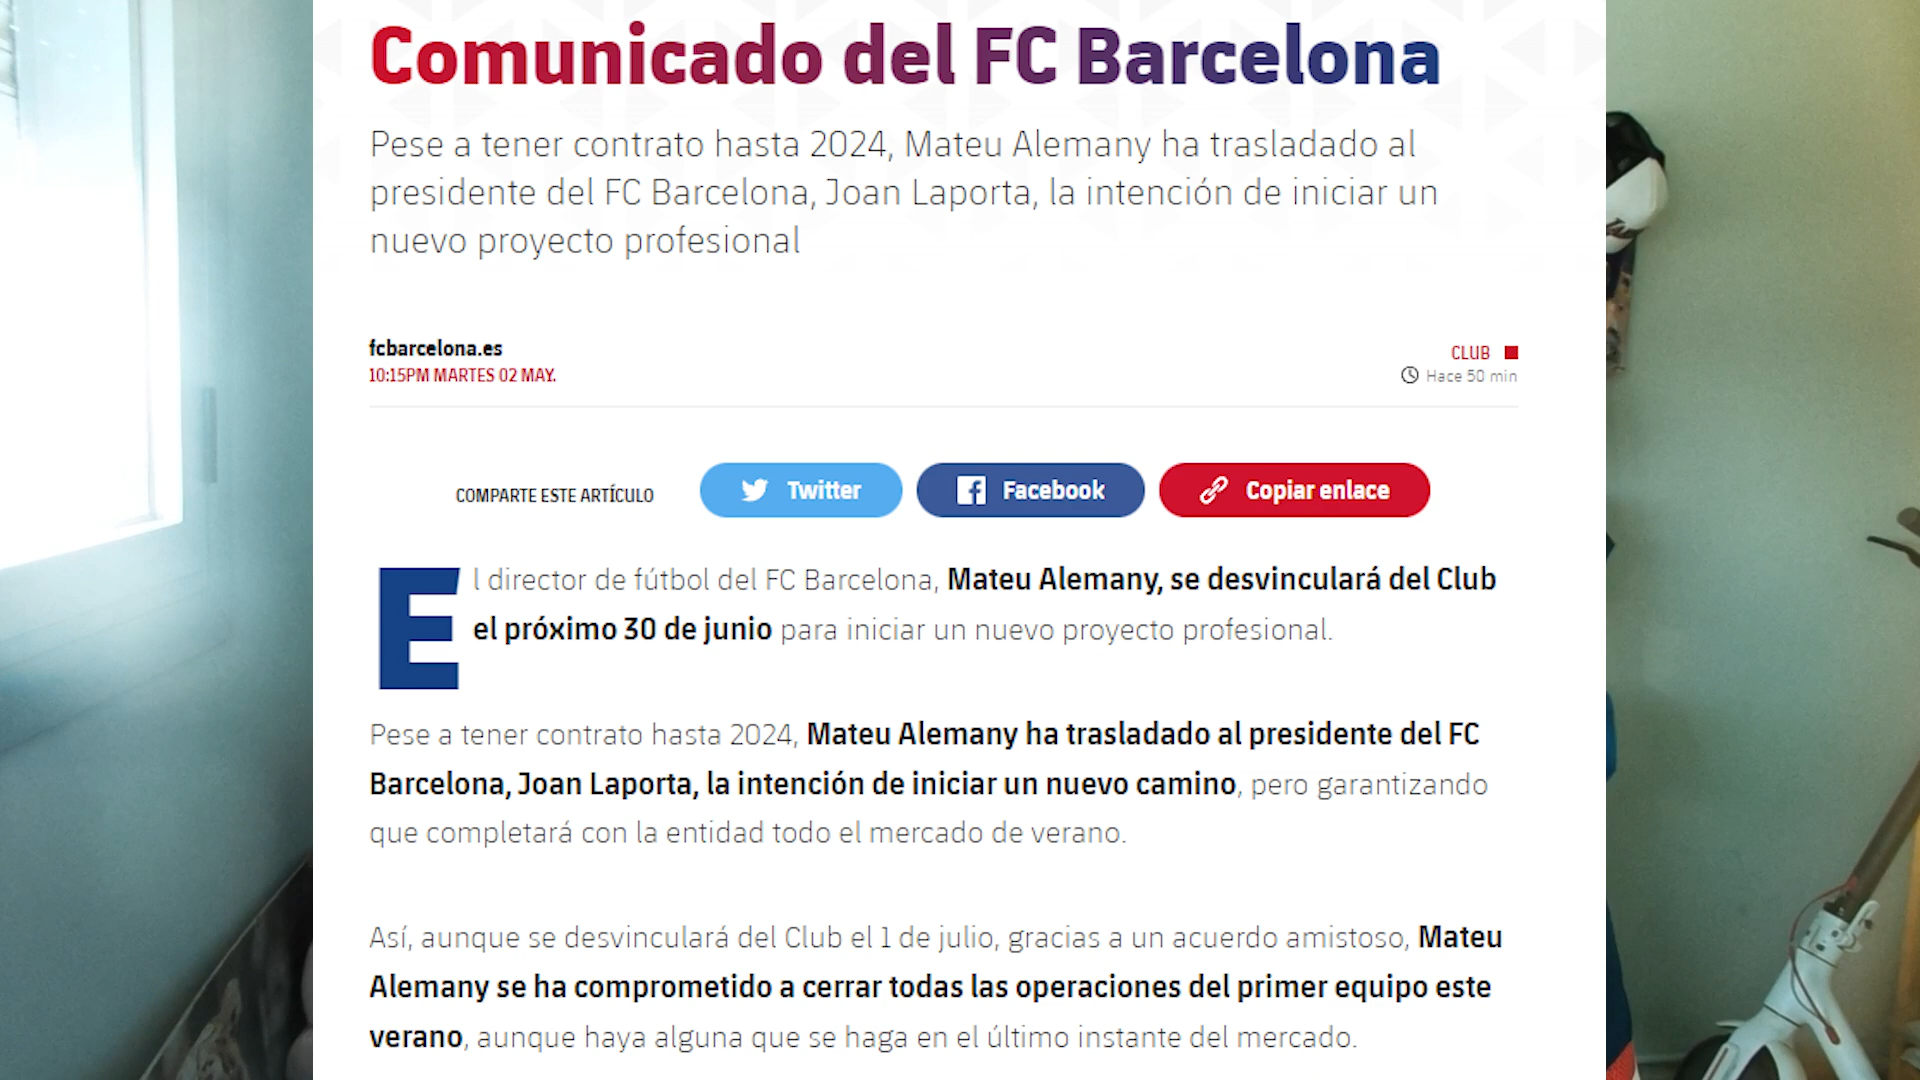 Comunicado del FC Barcelona
Pese a tener contrato hasta 2024, Mateu Alemany ha trasladado al
presidente del FC Barcelona, Joan Laporta, la intención de iniciar un
nuevo proyecto profesional
fcbarcelona.es
10:15PM MARTES 02 MAY.
CLUB
Hace 50 min
COMPARTE ESTE ARTÍCULO
Twitter
Facebook
Copiar enlace
El director de fútbol del FC Barcelona, Mateu Alemany, se desvinculará del Club
el próximo 30 de junio para iniciar un nuevo proyecto profesional.
Pese a tener contrato hasta 2024, Mateu Alemany ha trasladado al presidente del FC
Barcelona, Joan Laporta, la intención de iniciar un nuevo camino, pero garantizando
que completará con la entidad todo el mercado de verano.
Así, aunque se desvinculará del Club el 1 de julio, gracias a un acuerdo amistoso, Mateu
Alemany se ha comprometido a cerrar todas las operaciones del primer equipo este
verano, aunque haya alguna que se haga en el último instante del mercado.